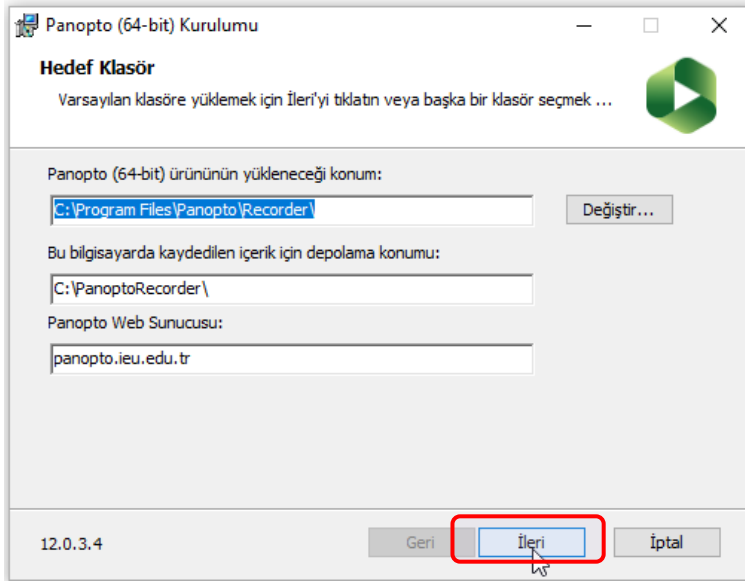 Panopto (64-bit) Kurulumu
Hedef Klasör
Varsayılan klasöre yüklemek için İleri'yi tıklatın veya başka bir klasör seçmek ...
Panopto (64-bit) ürününün yükleneceği konum:
C:\Program Files\Panopto\Recorder\
Değiştir...
Bu bilgisayarda kaydedilen içerik için depolama konumu:
C:\PanoptoRecorder\
Panopto Web Sunucusu:
panopto.ieu.edu.tr
12.0.3.4
Geri
İleri
İptal